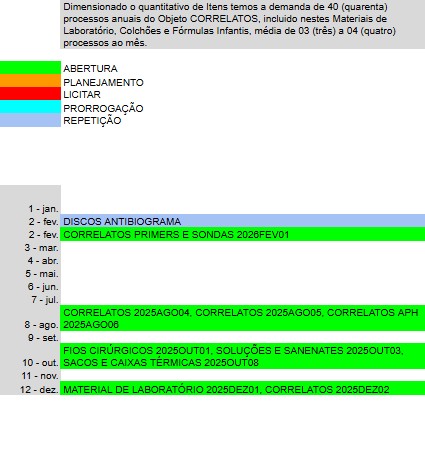 Dimensionado o quantitativo de Itens temos a demanda de 40 (quarenta)
processos anuais do Objeto CORRELATOS, incluido nestes Materiais de
Laboratório, Colchões e Fórmulas Infantis, média de 03 (três) a 04 (quatro)
processos ao mês.
ABERTURA
PLANEJAMENTO
LICITAR
PRORROGAÇÃO
REPETIÇÃO
1 - jan.
2 - fev. DISCOS ANTIBIOGRAMA
2 - fev. CORRELATOS PRIMERS E SONDAS 2026FEV01
3 - mar.
4 - abr.
5 - mai.
6 - jun.
7 - jul.
CORRELATOS 2025AGO04, CORRELATOS 2025AGO05, CORRELATOS APH
8 - ago. 2025AGO06
9 - set.
FIOS CIRÚRGICOS 2025OUT01, SOLUÇÕES E SANENATES 2025OUT03,
10 - out. SACOS E CAIXAS TÉRMICAS 2025OUT08
11 - nov.
12 - dez. MATERIAL DE LABORATÓRIO 2025DEZ01, CORRELATOS 2025DEZ02